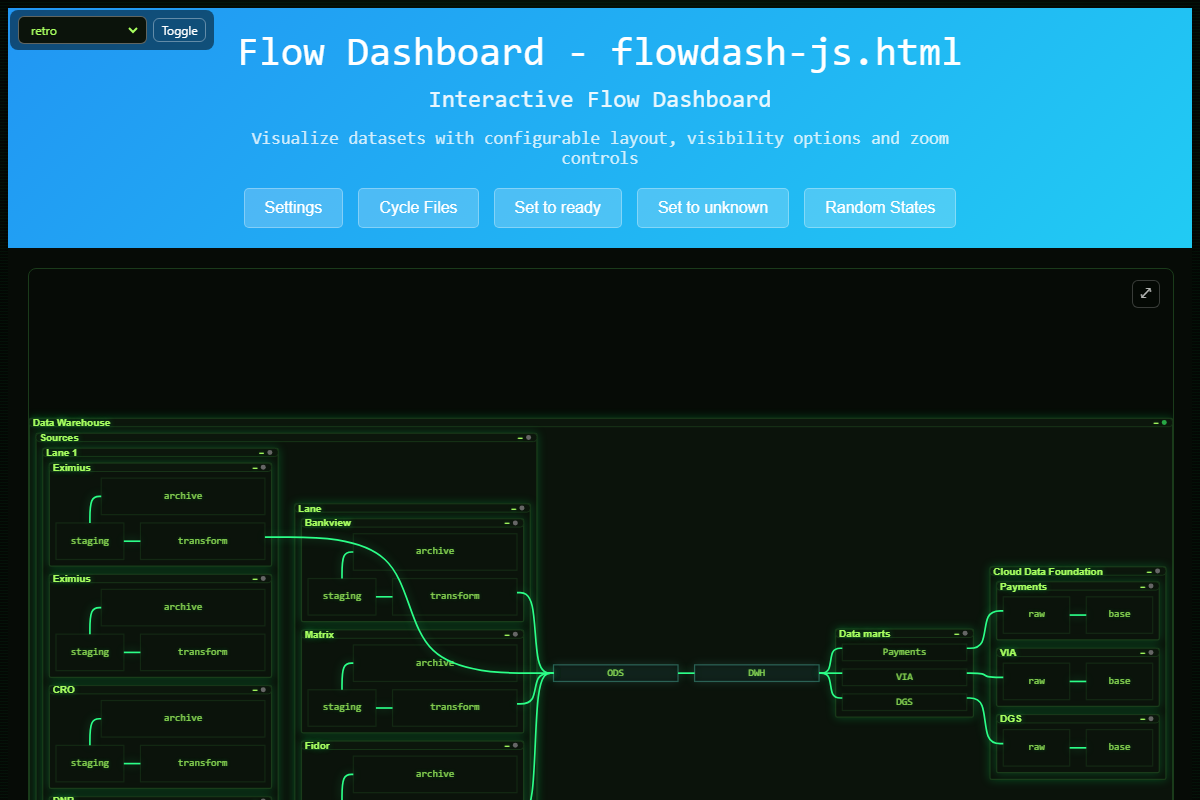 retro
Toggle
Flow Dashboard - flowdash-js.html
Interactive Flow Dashboard
Visualize datasets with configurable layout, visibility options and zoom
controls
Settings
Cycle Files
Set to ready
Set to unknown
Random States
Data Warehouse
Sources
Lane 1
Eximius
archive
staging
transform
Eximius
archive
staging
transform
CRO
archive
staging
transform
Lane
Bankview
archive
staging
transform
Matrix
archive
staging
transform
Fidor
archive
ODS
DWH
Data marts
Payments
VIA
DGS
Cloud Data Foundation
Payments
raw
base
VIA
raw
base
DGS
raw
base